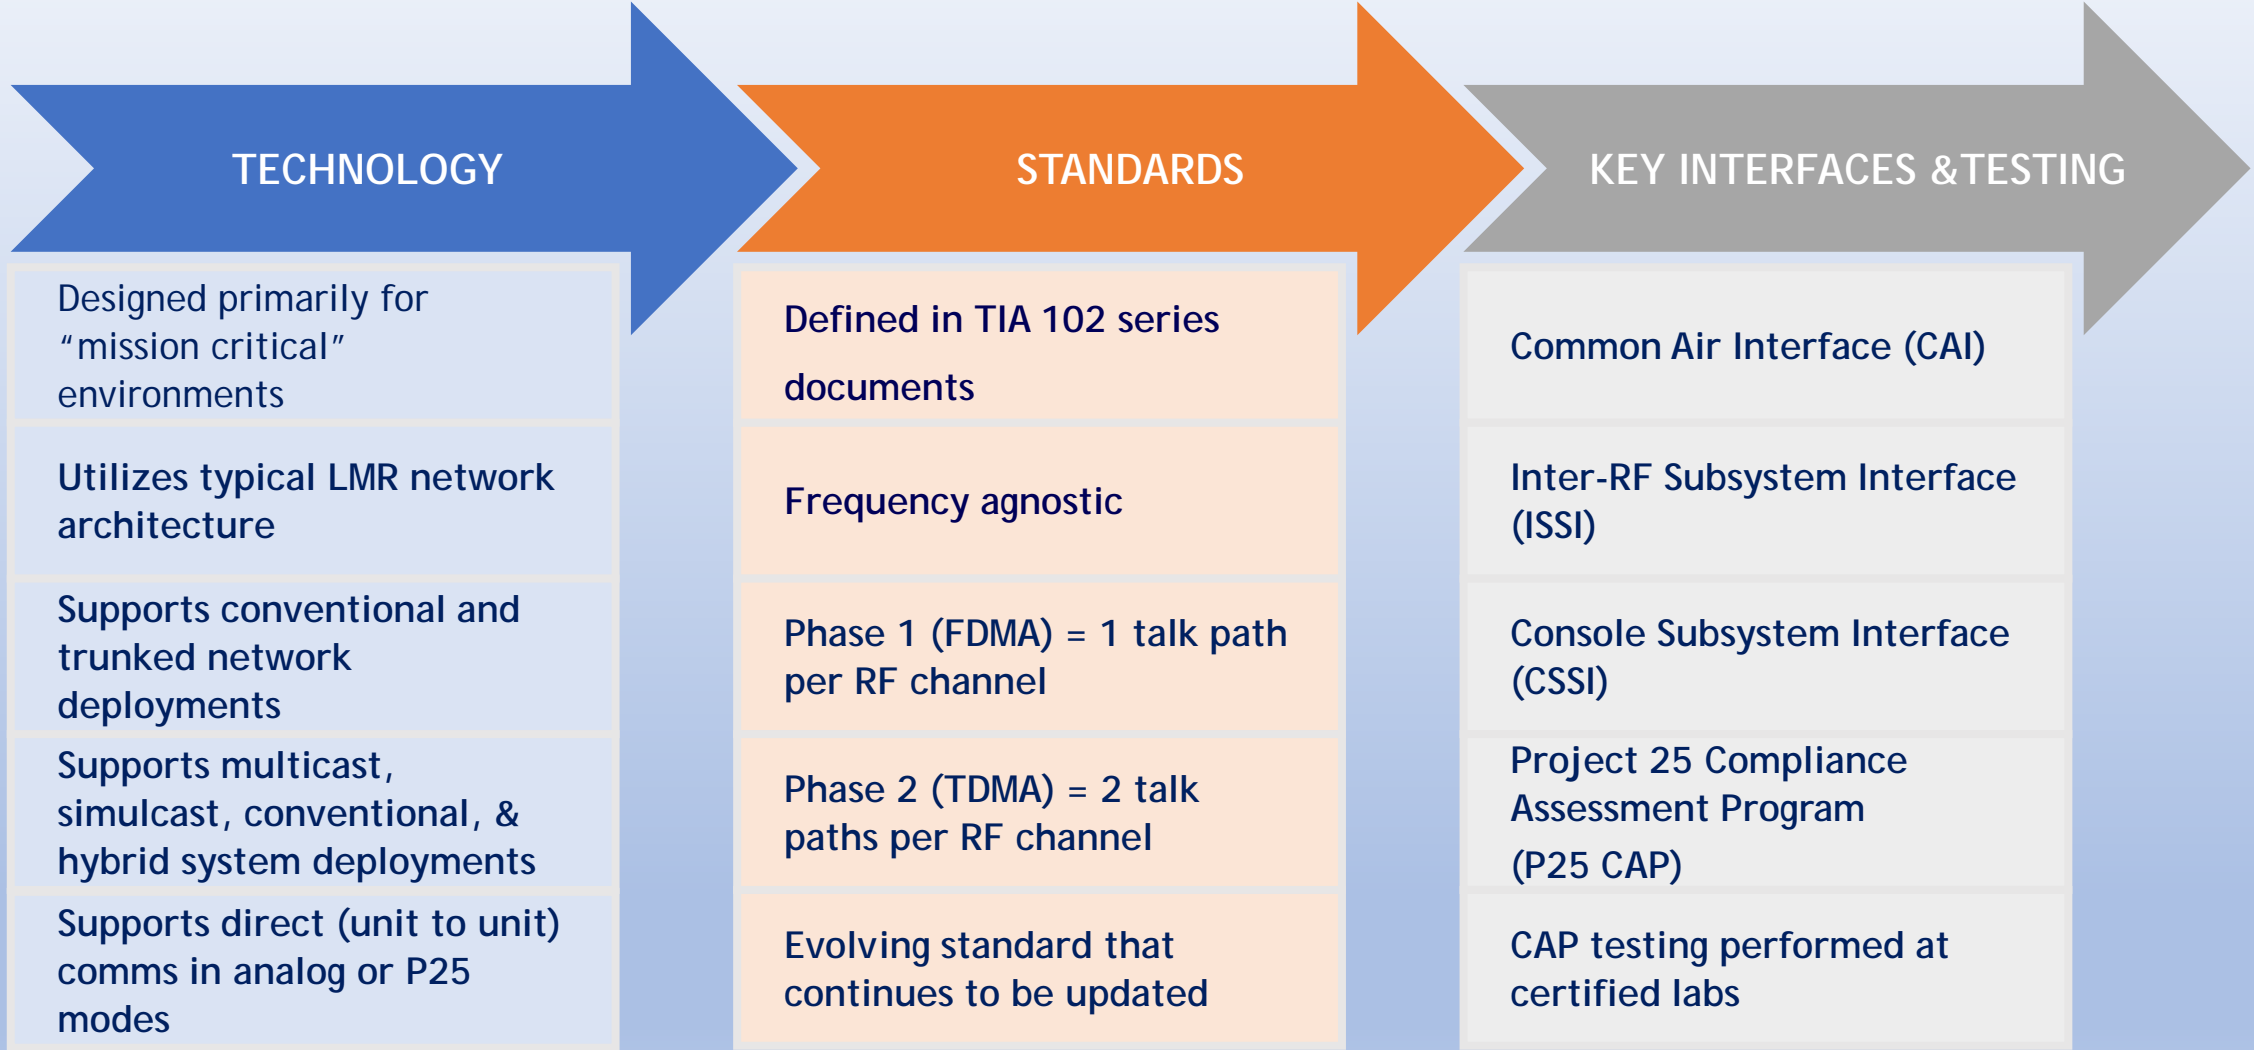 TECHNOLOGY
Designed primarily for
“mission critical”
environments
Utilizes typical LMR network
architecture
Supports conventional and
trunked network
deployments
Supports multicast,
simulcast, conventional, &
hybrid system deployments
Supports direct (unit to unit)
comms in analog or P25
modes
STANDARDS
Defined in TIA 102 series
documents
Frequency agnostic
Phase 1 (FDMA) = 1 talk path
per RF channel
Phase 2 (TDMA) = 2 talk
paths per RF channel
Evolving standard that
continues to be updated
KEY INTERFACES &TESTING
Common Air Interface (CAI)
Inter-RF Subsystem Interface
(ISSI)
Console Subsystem Interface
(CSSI)
Project 25 Compliance
Assessment Program
(P25 CAP)
CAP testing performed at
certified labs